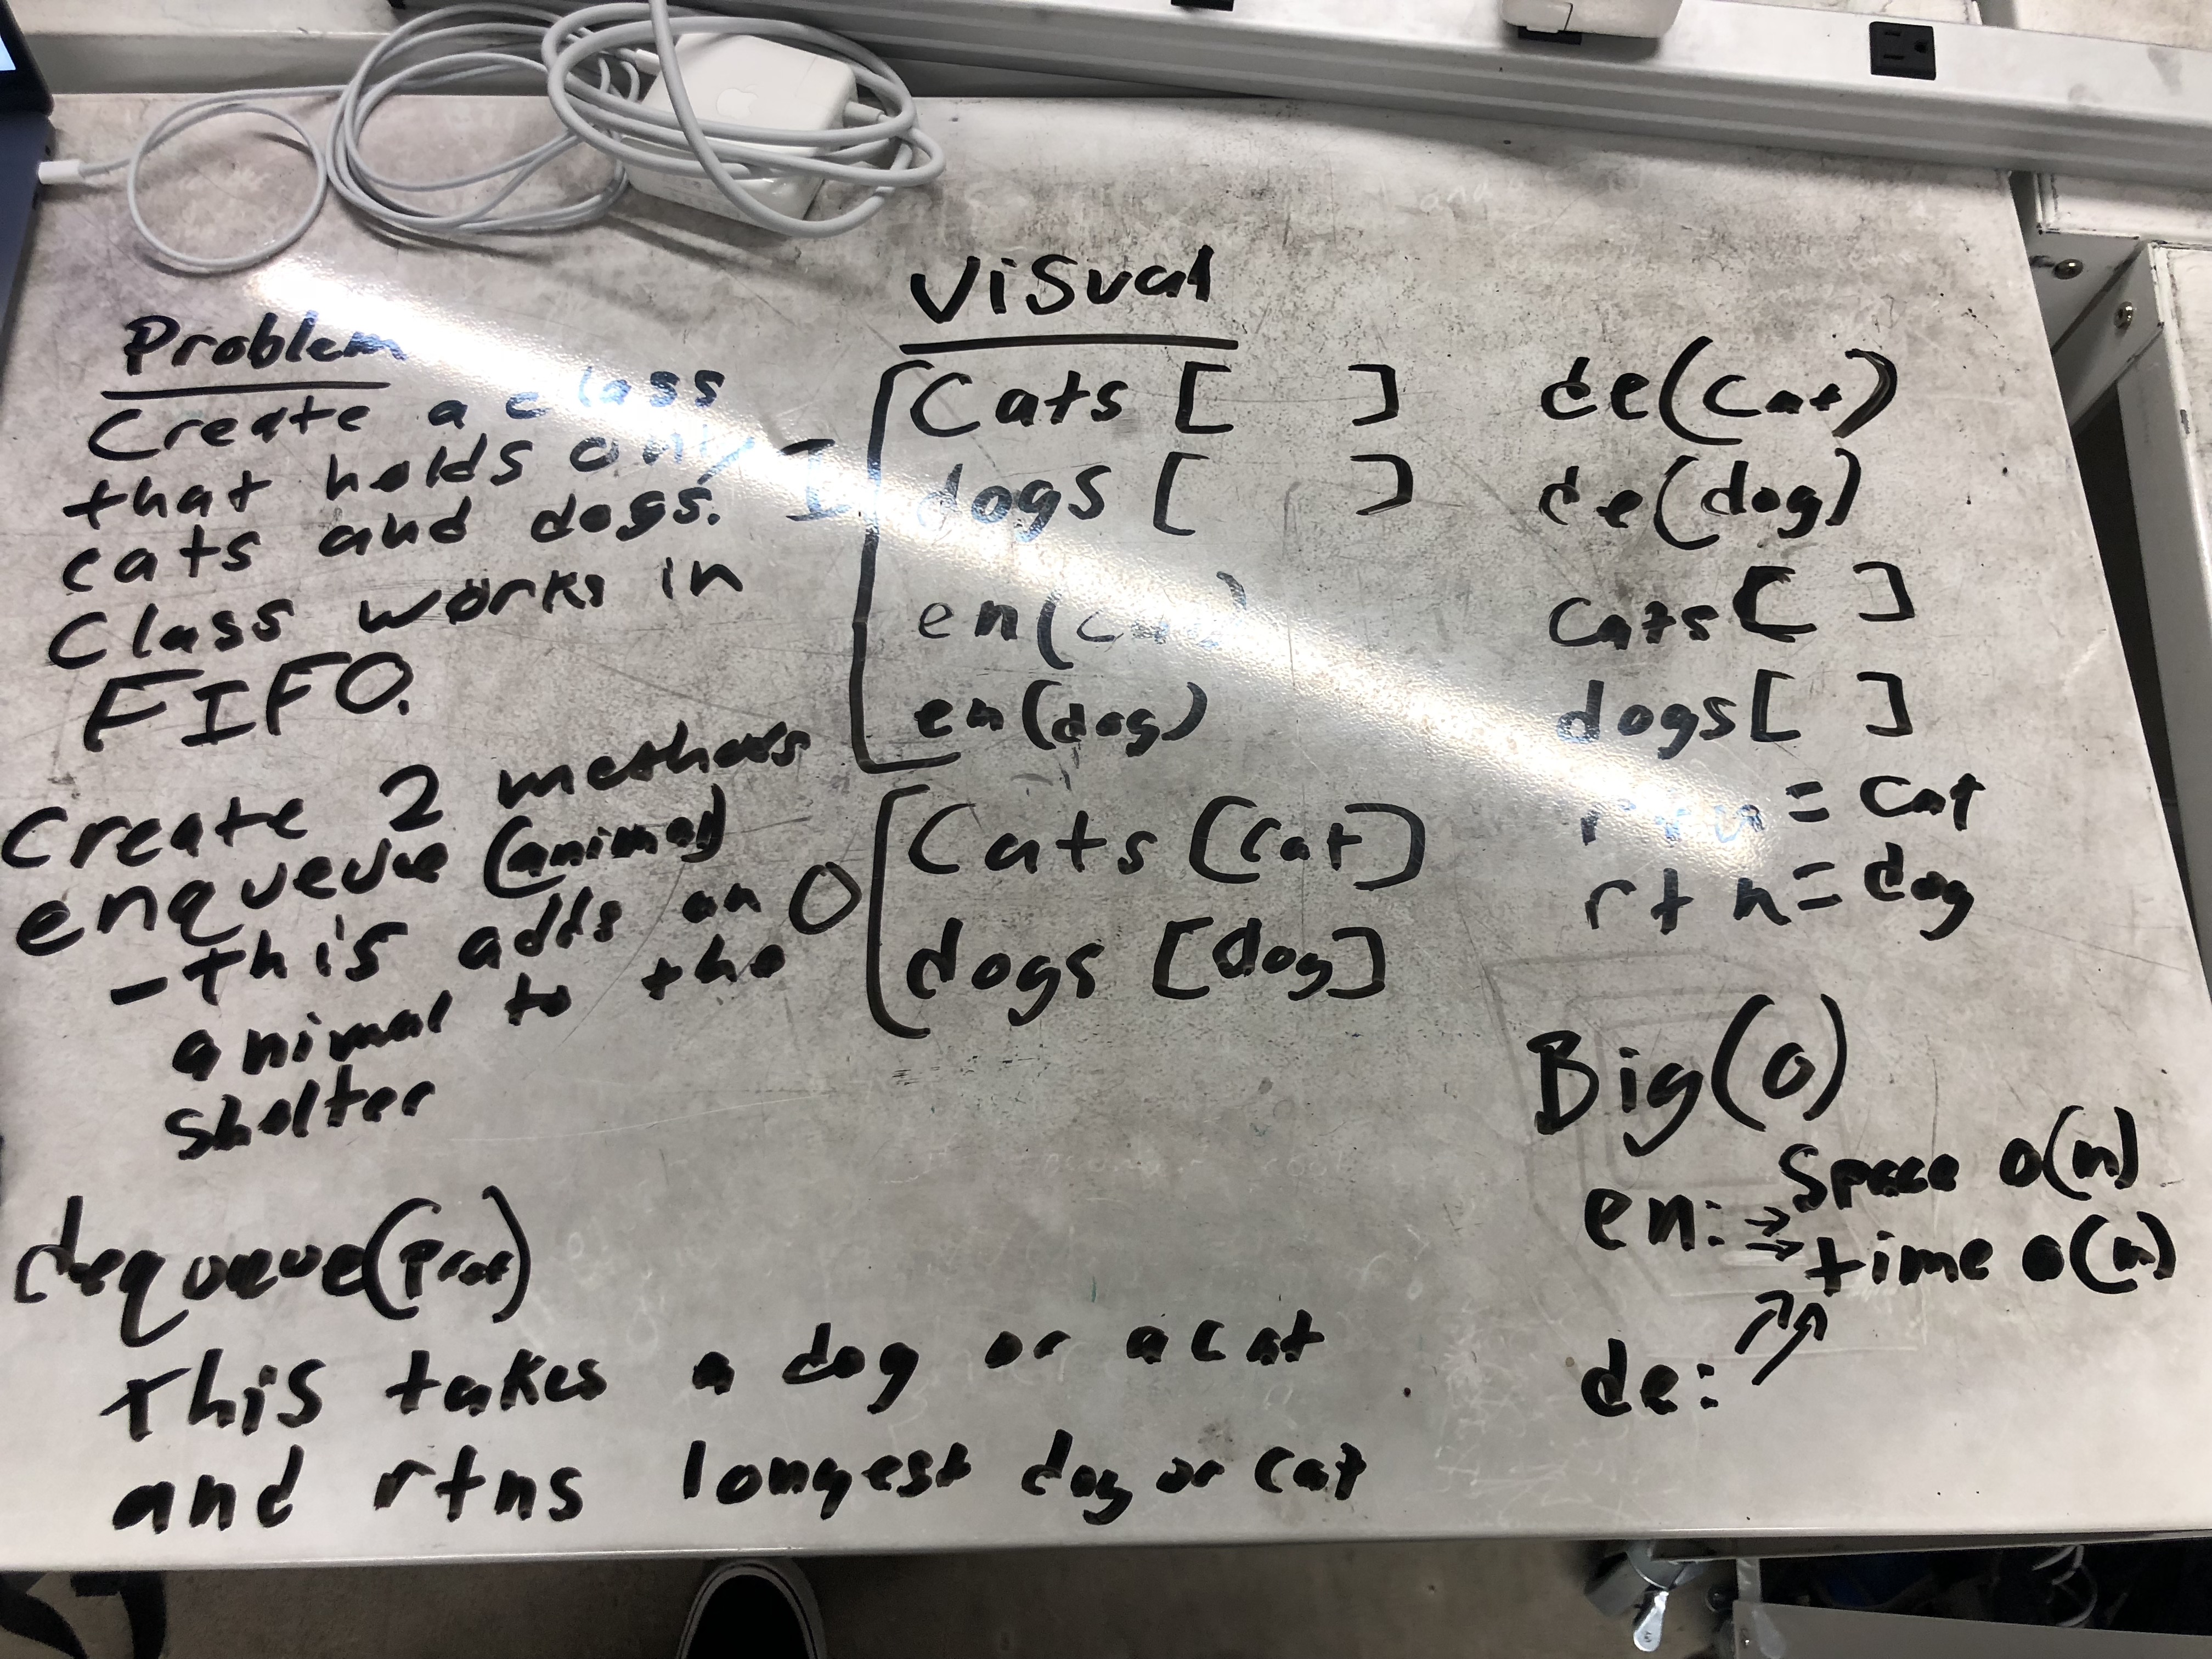 Problem
Create a class
that holds only
cats and dogs.
Class works in
FIFO.
Create 2 methods
enqueue (animal)
- this adds an
animal to the
shelter
dequeue(Pref)
This takes a dog or a cat
and rtns longest dog or cat
Visual
I
Cats [ ]
dogs [ ]
en(cat)
en(dog)
O
Cats [cat]
dogs [dog]
de(cat)
de(dog)
Cats [ ]
dogs [ ]
rtn = cat
rtn = dog
Big(o)
en: → Space o(n)
→ time o(n)
de: